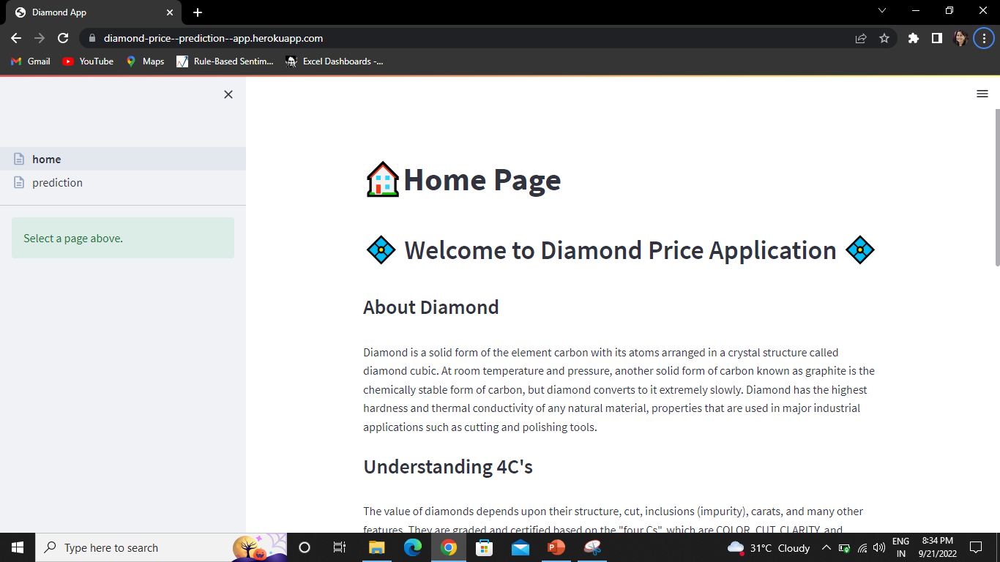 Diamond App
diamond-price--prediction--app.herokuapp.com
Gmail YouTube Maps Rule-Based Sentim... Excel Dashboards -...
home
prediction
Select a page above.
Home Page
Welcome to Diamond Price Application
About Diamond
Diamond is a solid form of the element carbon with its atoms arranged in a crystal structure called
diamond cubic. At room temperature and pressure, another solid form of carbon known as graphite is the
chemically stable form of carbon, but diamond converts to it extremely slowly. Diamond has the highest
hardness and thermal conductivity of any natural material, properties that are used in major industrial
applications such as cutting and polishing tools.
Understanding 4C's
The value of diamonds depends upon their structure, cut, inclusions (impurity), carats, and many other
features. They are graded and certified based on the "four Cs", which are COLOR, CUT, CLARITY, and
Type here to search
31°C Cloudy
ENG
IN
8:34 PM
9/21/2022